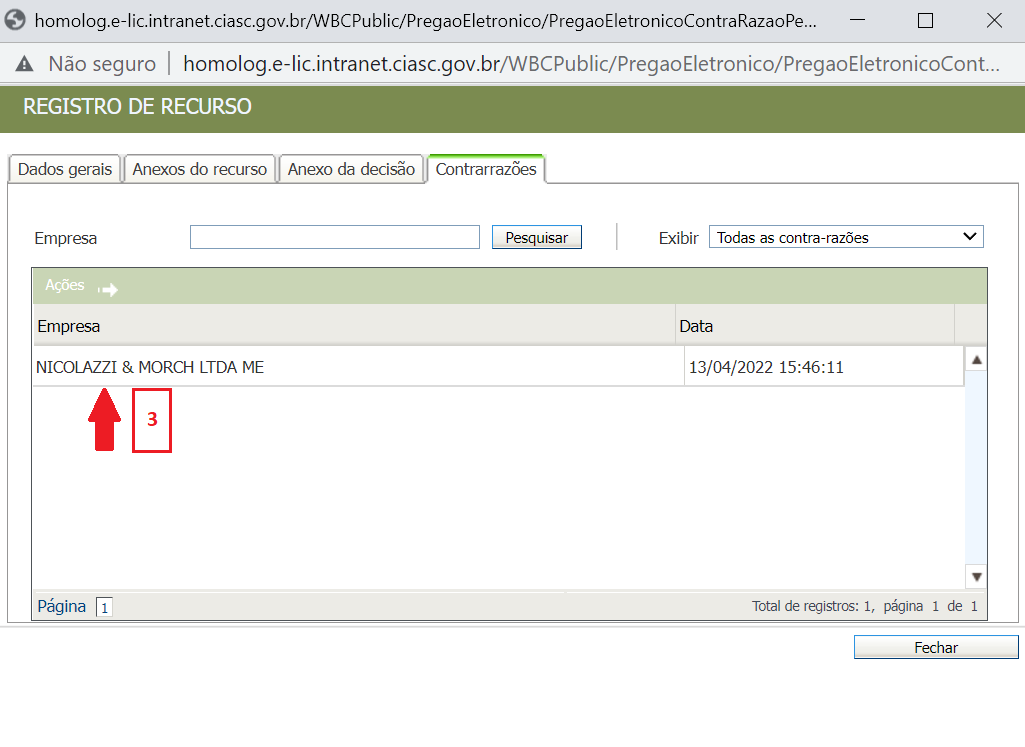 homolog.e-lic.intranet.ciasc.gov.br/WBCPublic/PregaoEletronico/PregaoEletronicoContraRazaoPe...
Não seguro homolog.e-lic.intranet.ciasc.gov.br/WBCPublic/PregaoEletronico/PregaoEletronicoCont...
REGISTRO DE RECURSO
Dados gerais Anexos do recurso Anexo da decisão Contrarrazões
Empresa Pesquisar Exibir Todas as contra-razões
Ações
Empresa Data
NICOLAZZI & MORCH LTDA ME 13/04/2022 15:46:11
3
Página 1 Total de registros: 1, página 1 de 1
Fechar